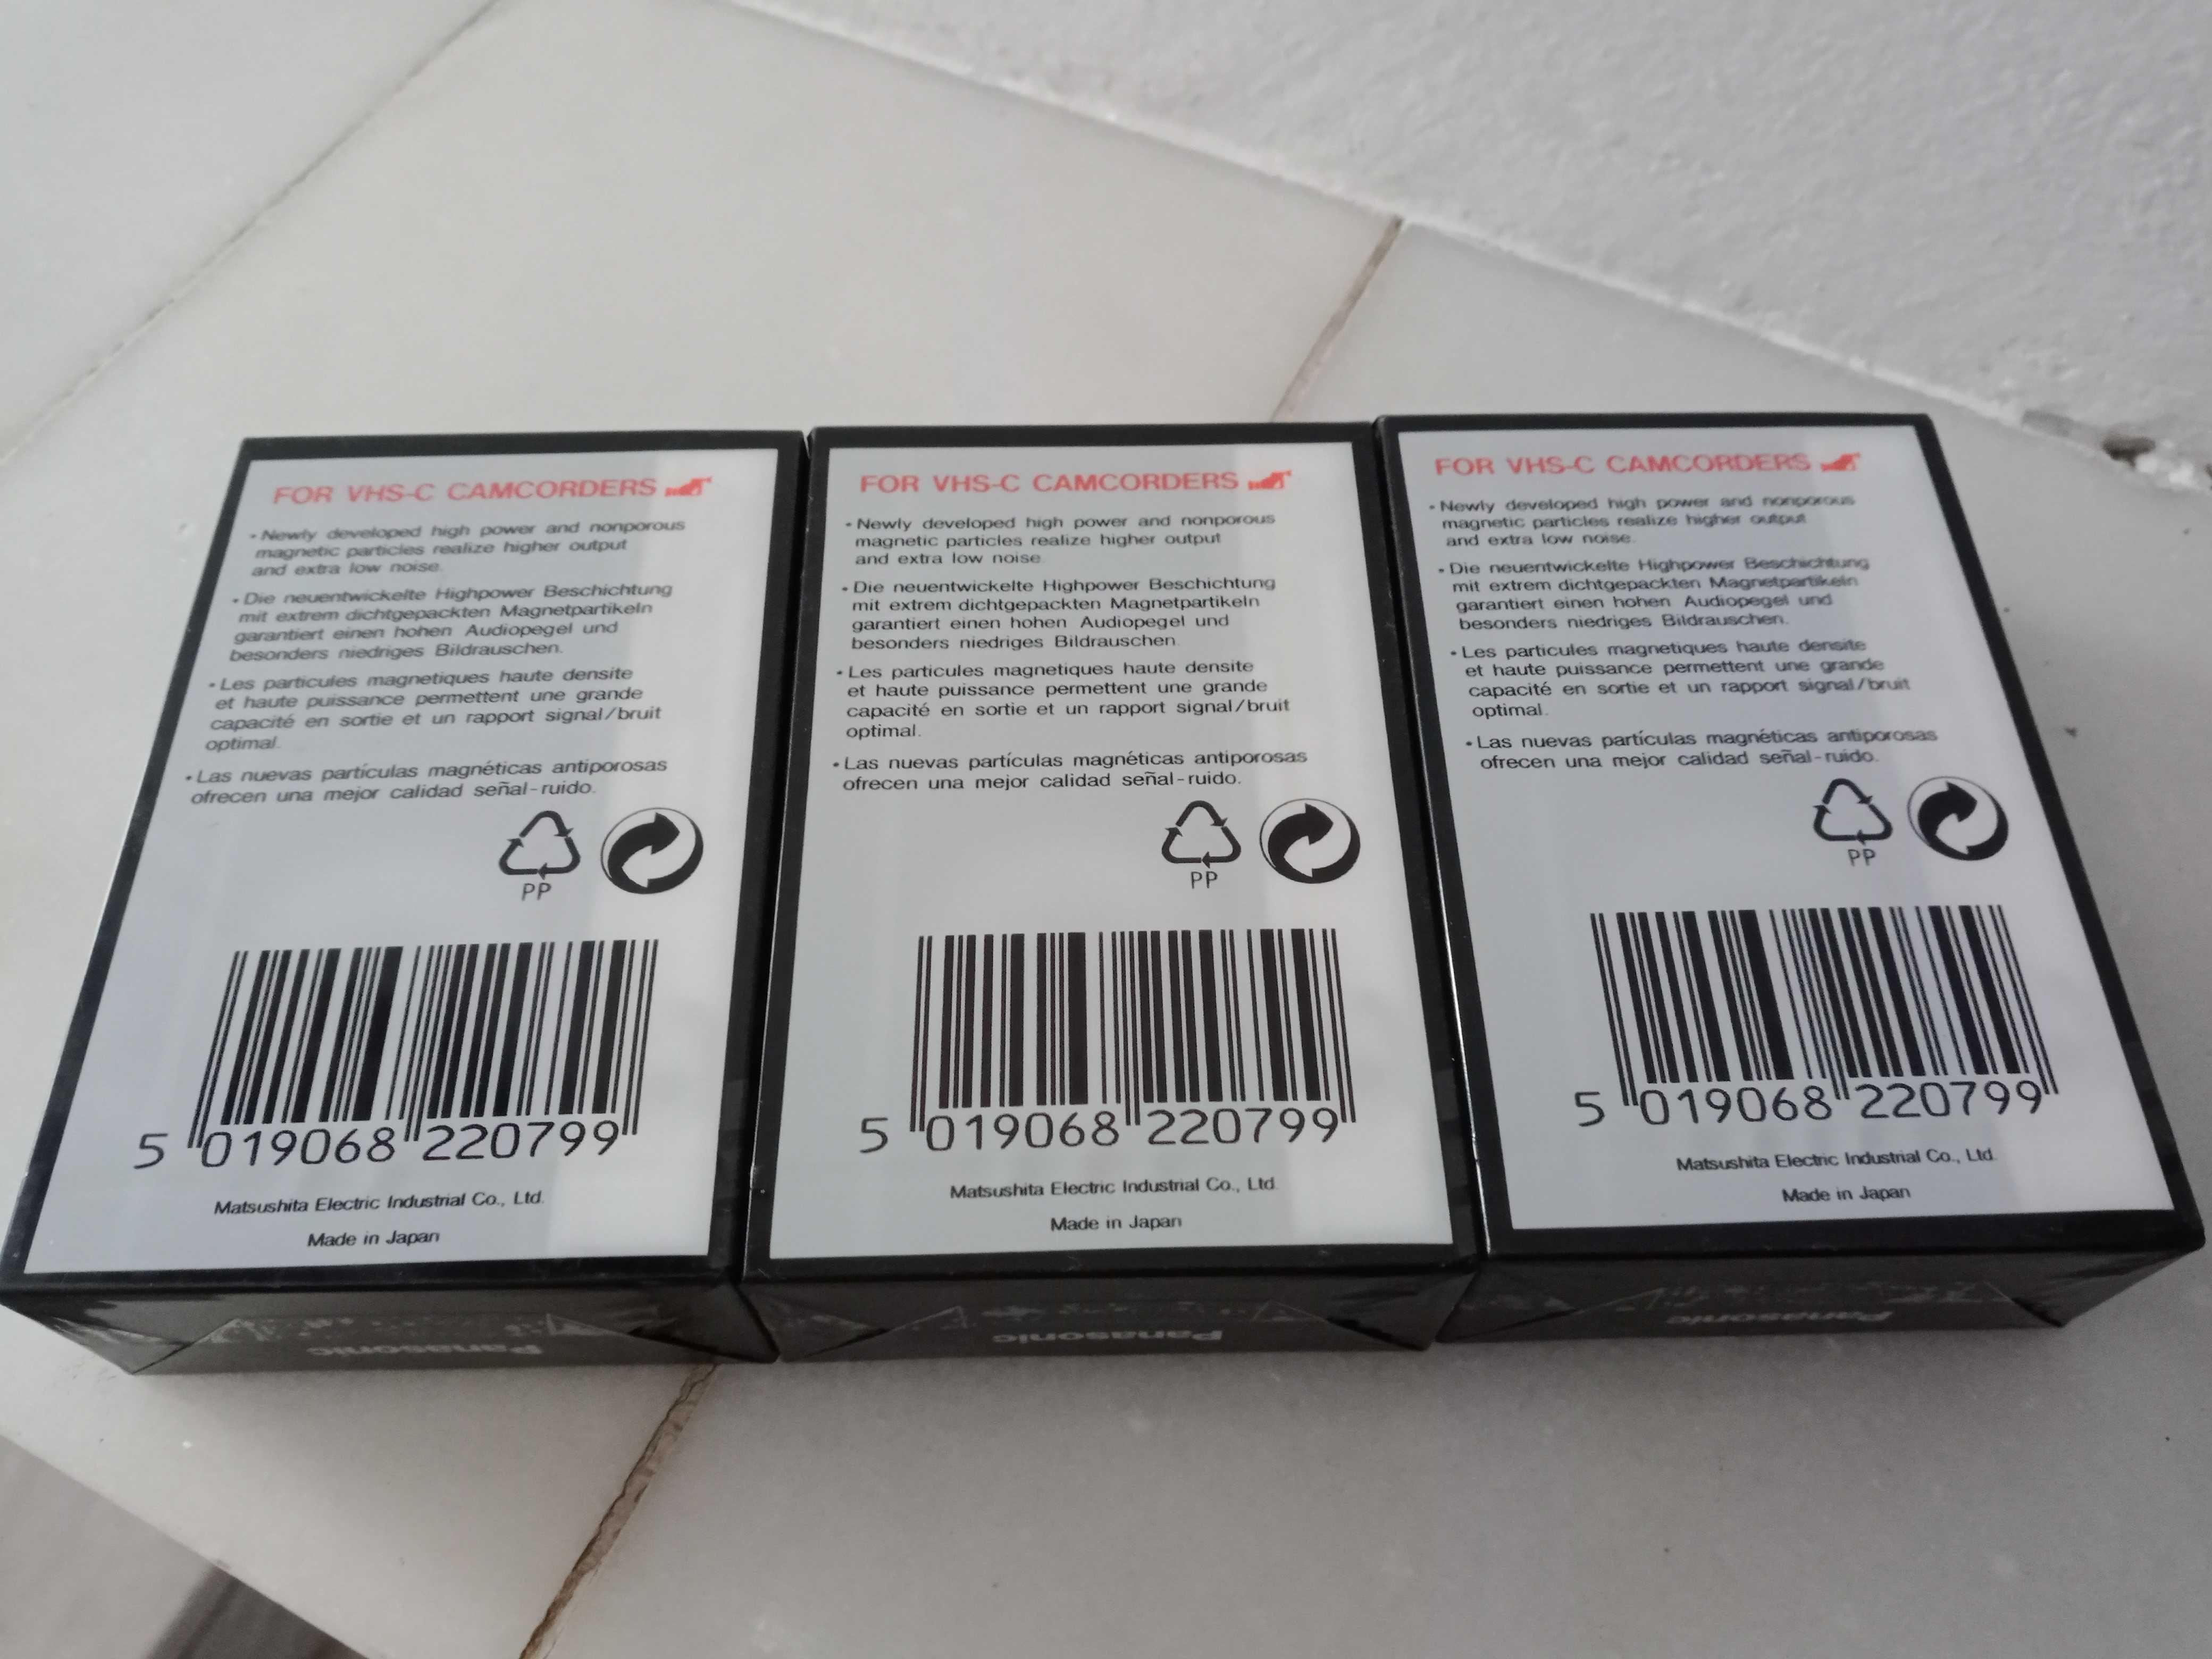 FOR VHS-C CAMCORDERS
• Newly developed high power and nonporous
magnetic particles realize higher output
and extra low noise.
• Die neuentwickelte Highpower Beschichtung
mit extrem dichtgepackten Magnetpartikeln
garantiert einen hohen Audiopegel und
besonders niedriges Bildrauschen.
• Les particules magnetiques haute densite
et haute puissance permettent une grande
capacité en sortie et un rapport signal/bruit
optimal.
• Las nuevas partículas magnéticas antiporosas
ofrecen una mejor calidad señal-ruido.
PP
5 019068 220799
Matsushita Electric Industrial Co., Ltd.
Made in Japan
Panasonic
FOR VHS-C CAMCORDERS
• Newly developed high power and nonporous
magnetic particles realize higher output
and extra low noise.
• Die neuentwickelte Highpower Beschichtung
mit extrem dichtgepackten Magnetpartikeln
garantiert einen hohen Audiopegel und
besonders niedriges Bildrauschen.
• Les particules magnetiques haute densite
et haute puissance permettent une grande
capacité en sortie et un rapport signal/bruit
optimal.
• Las nuevas partículas magnéticas antiporosas
ofrecen una mejor calidad señal-ruido.
PP
5 019068 220799
Matsushita Electric Industrial Co., Ltd.
Made in Japan
Panasonic
FOR VHS-C CAMCORDERS
• Newly developed high power and nonporous
magnetic particles realize higher output
and extra low noise.
• Die neuentwickelte Highpower Beschichtung
mit extrem dichtgepackten Magnetpartikeln
garantiert einen hohen Audiopegel und
besonders niedriges Bildrauschen.
• Les particules magnetiques haute densite
et haute puissance permettent une grande
capacité en sortie et un rapport signal/bruit
optimal.
• Las nuevas partículas magnéticas antiporosas
ofrecen una mejor calidad señal-ruido.
PP
5 019068 220799
Matsushita Electric Industrial Co., Ltd.
Made in Japan
Panasonic